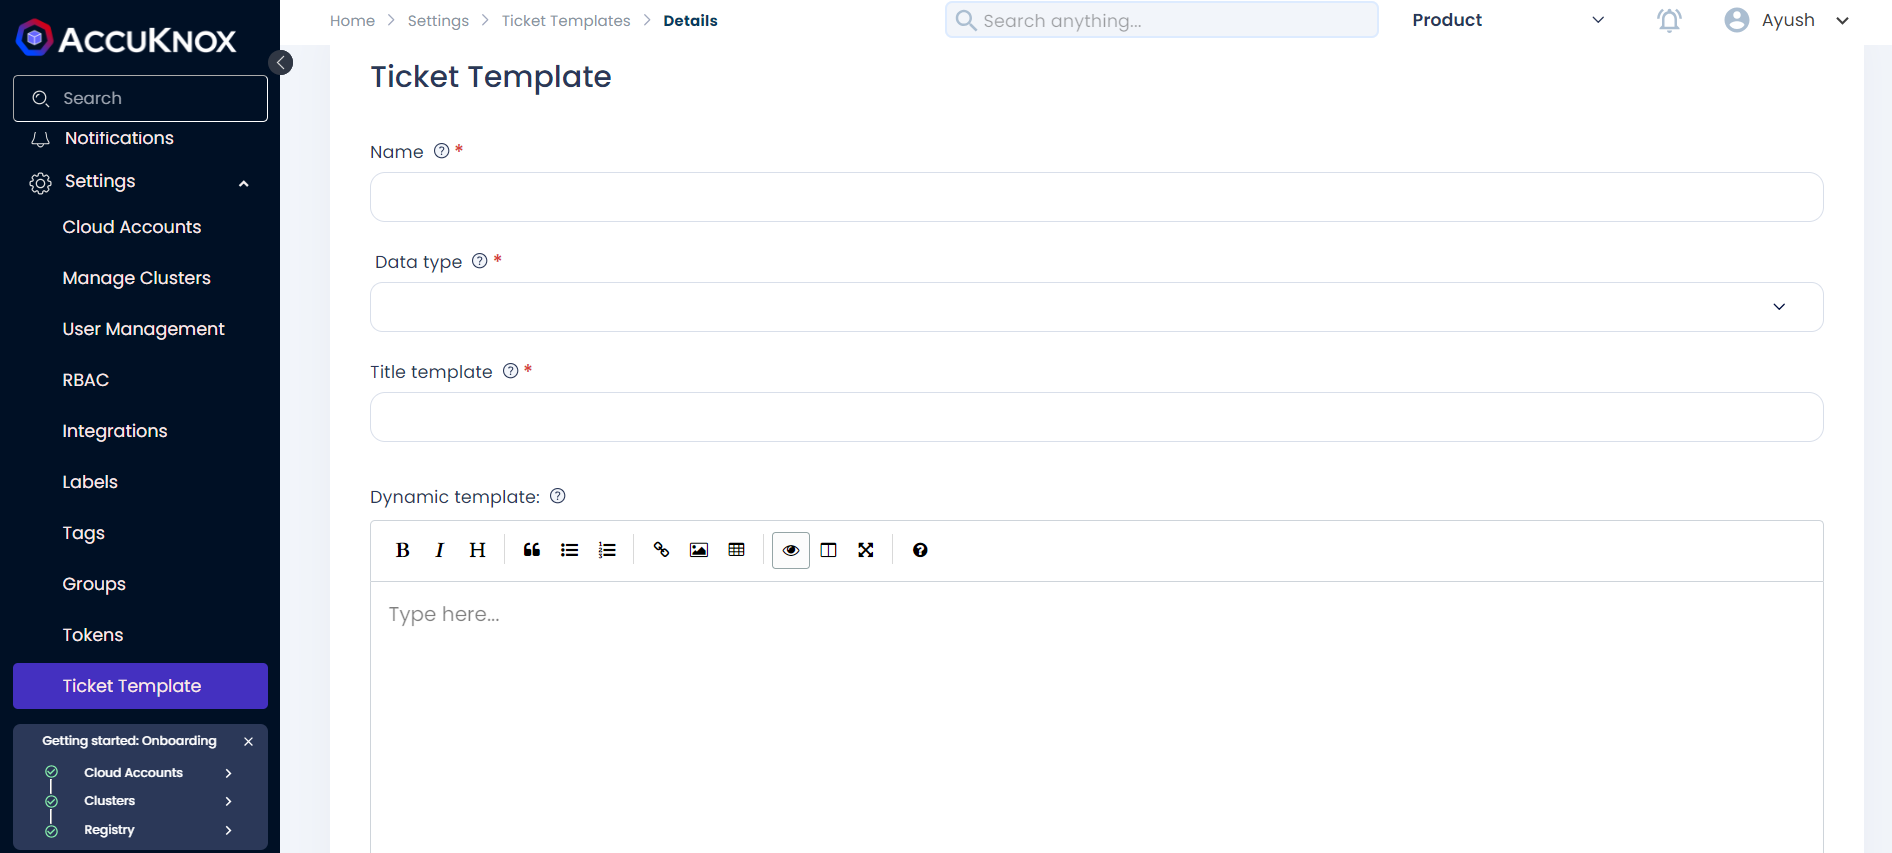 ACCUKNOX
Search
Notifications
Settings
Cloud Accounts
Manage Clusters
User Management
RBAC
Integrations
Labels
Tags
Groups
Tokens
Ticket Template
Getting started: Onboarding
Cloud Accounts
Clusters
Registry
Home > Settings > Ticket Templates > Details
Search anything...
Product
Ayush
Ticket Template
Name ? *
Data type ? *
Title template ? *
Dynamic template: ?
B I H
Type here...